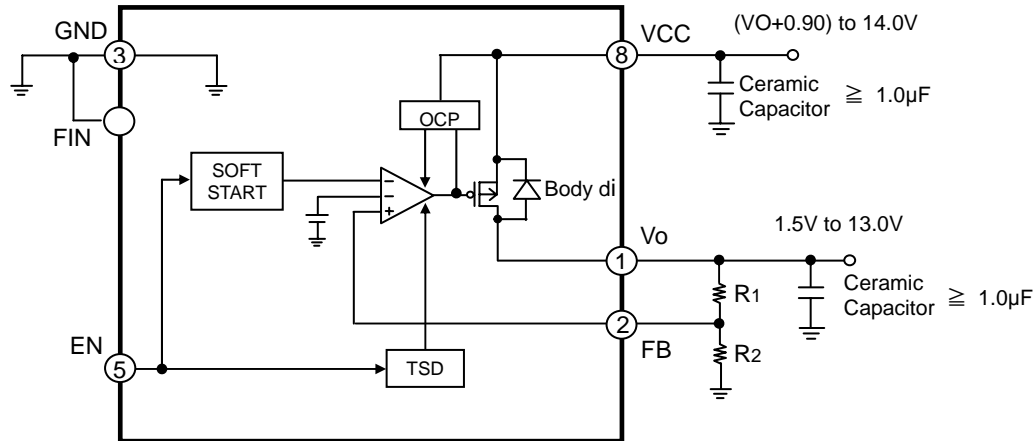 GND
3
FIN
8
VCC
(VO+0.90) to 14.0V
Ceramic
Capacitor ≧ 1.0µF
OCP
SOFT
START
−
−
+
Body di
Vo
1
1.5V to 13.0V
R1
Ceramic
Capacitor ≧ 1.0µF
2
FB
R2
EN
5
TSD